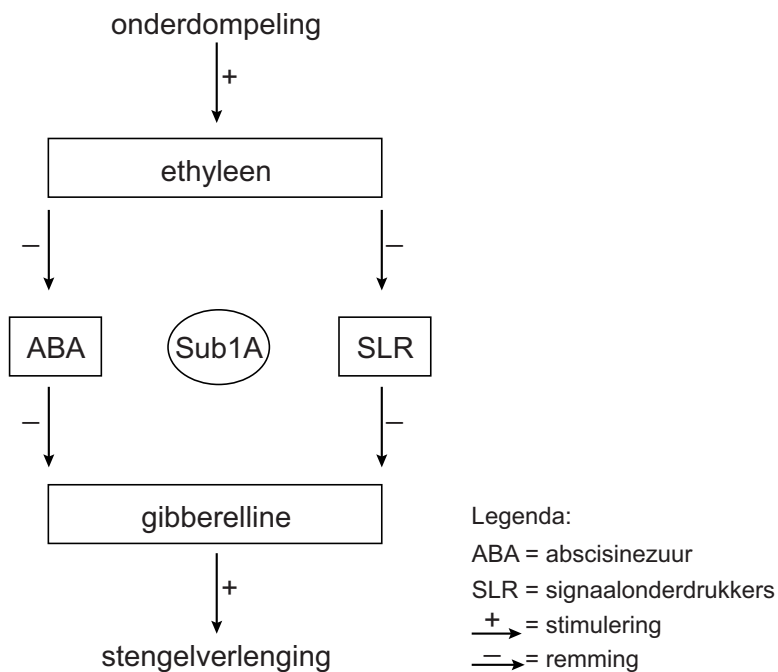 onderdompeling
+
ethyleen
– –
ABA Sub1A SLR
– –
gibberelline
+
stengelverlenging
Legenda:
ABA = abscisinezuur
SLR = signaalonderdrukkers
+ = stimulering
– = remming